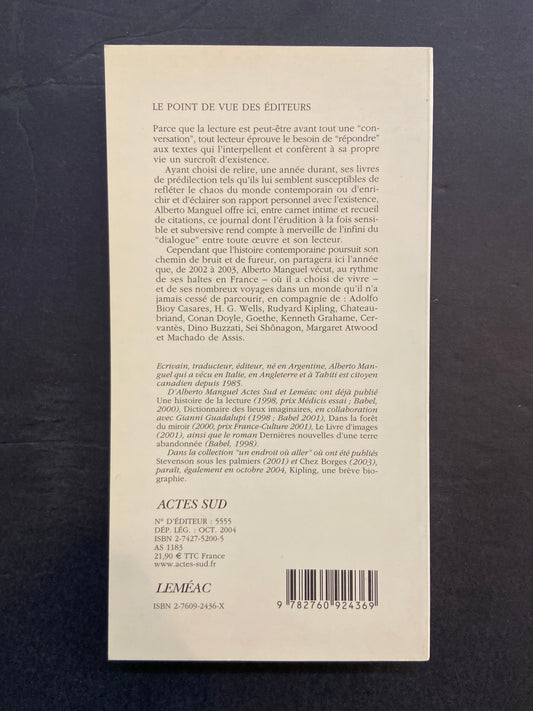 LE POINT DE VUE DES ÉDITEURS
Parce que la lecture est peut-être avant tout une "con-
versation", tout lecteur éprouve le besoin de "répondre"
aux textes qui l'interpellent et confèrent à sa propre
vie un surcroît d'existence.
Ayant choisi de relire, une année durant, ses livres
de prédilection tels qu'ils lui semblent susceptibles de
refléter le chaos du monde contemporain ou d'enri-
chir et d'éclairer son rapport personnel avec l'existence,
Alberto Manguel offre ici, entre carnet intime et recueil
de citations, ce journal dont l'érudition à la fois sensi-
ble et subversive rend compte à merveille de l'infini du
"dialogue" entre toute œuvre et son lecteur.
Cependant que l'histoire contemporaine poursuit son
chemin de bruit et de fureur, on partagera ici l'année
que, de 2002 à 2003, Alberto Manguel vécut, au rythme
de ses haltes en France – où il a choisi de vivre –
et de ses nombreux voyages dans un monde qu'il n'a
jamais cessé de parcourir, en compagnie de : Adolfo
Bioy Casares, H. G. Wells, Rudyard Kipling, Chateau-
briand, Conan Doyle, Goethe, Kenneth Grahame, Cer-
vantès, Dino Buzzati, Sei Shônagon, Margaret Atwood
et Machado de Assis.
Ecrivain, traducteur, éditeur, né en Argentine, Alberto Man-
guel qui a vécu en Italie, en Angleterre et à Tahiti est citoyen
canadien depuis 1985.
D'Alberto Manguel Actes Sud et Leméac ont déjà publié
Une histoire de la lecture (1998, prix Médicis essai ; Babel,
2000), Dictionnaire des lieux imaginaires, en collaboration
avec Gianni Guadalupi (1998 ; Babel 2001), Dans la forêt
du miroir (2000, prix France-Culture 2001), Le Livre d'images
(2001), ainsi que le roman Dernières nouvelles d'une terre
abandonnée (Babel, 1998).
Dans la collection "un endroit où aller" où ont été publiés
Stevenson sous les palmiers (2001) et Chez Borges (2003),
paraît, également en octobre 2004, Kipling, une brève bio-
graphie.
ACTES SUD
N° D'ÉDITEUR : 5555
DÉP. LÉG. : OCT. 2004
ISBN 2-7427-5200-5
AS 1183
21,90 € TTC France
www.actes-sud.fr
LEMÉAC
ISBN 2-7609-2436-X
9 782760 924369